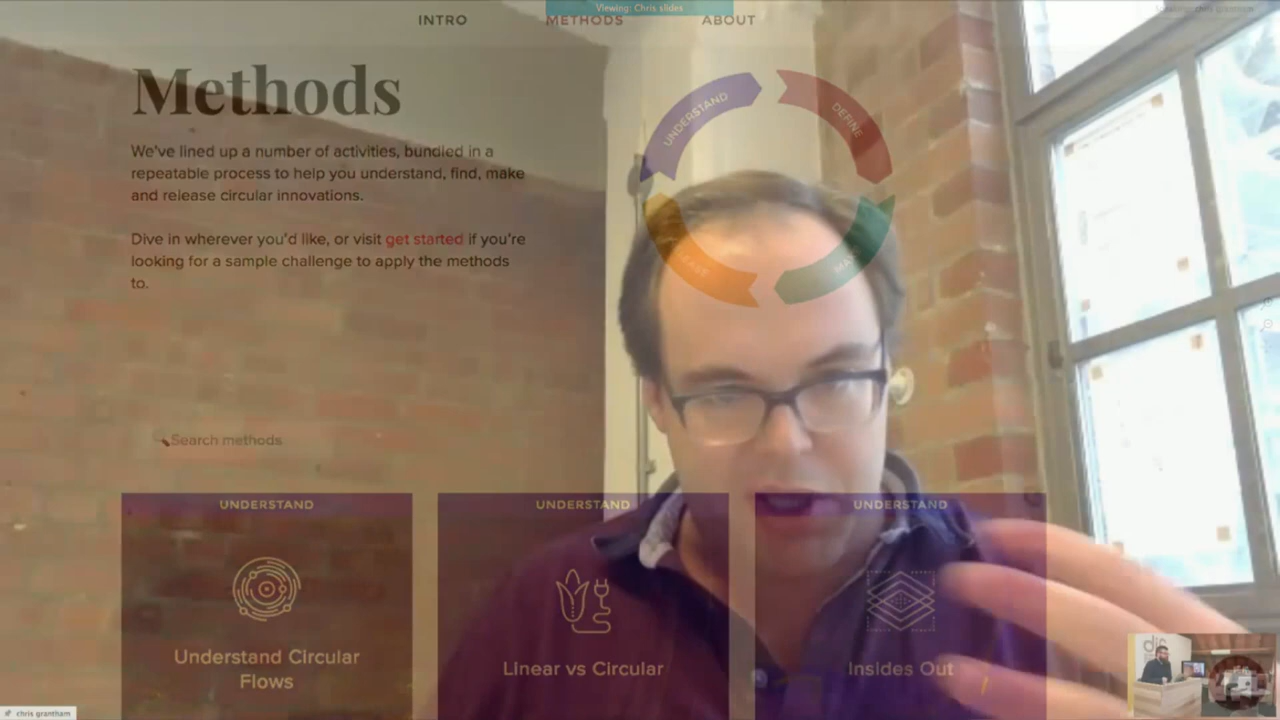 Viewing: Chris slides
INTRO
METHODS
ABOUT
Methods
UNDERSTAND
DEFINE
We've lined up a number of activities, bundled in a
repeatable process to help you understand, find, make
and release circular innovations.
Dive in wherever you'd like, or visit get started if you're
looking for a sample challenge to apply the methods
to.
Search methods
UNDERSTAND
UNDERSTAND
UNDERSTAND
Understand Circular
Flows
Linear vs Circular
Insides Out
chris grantham